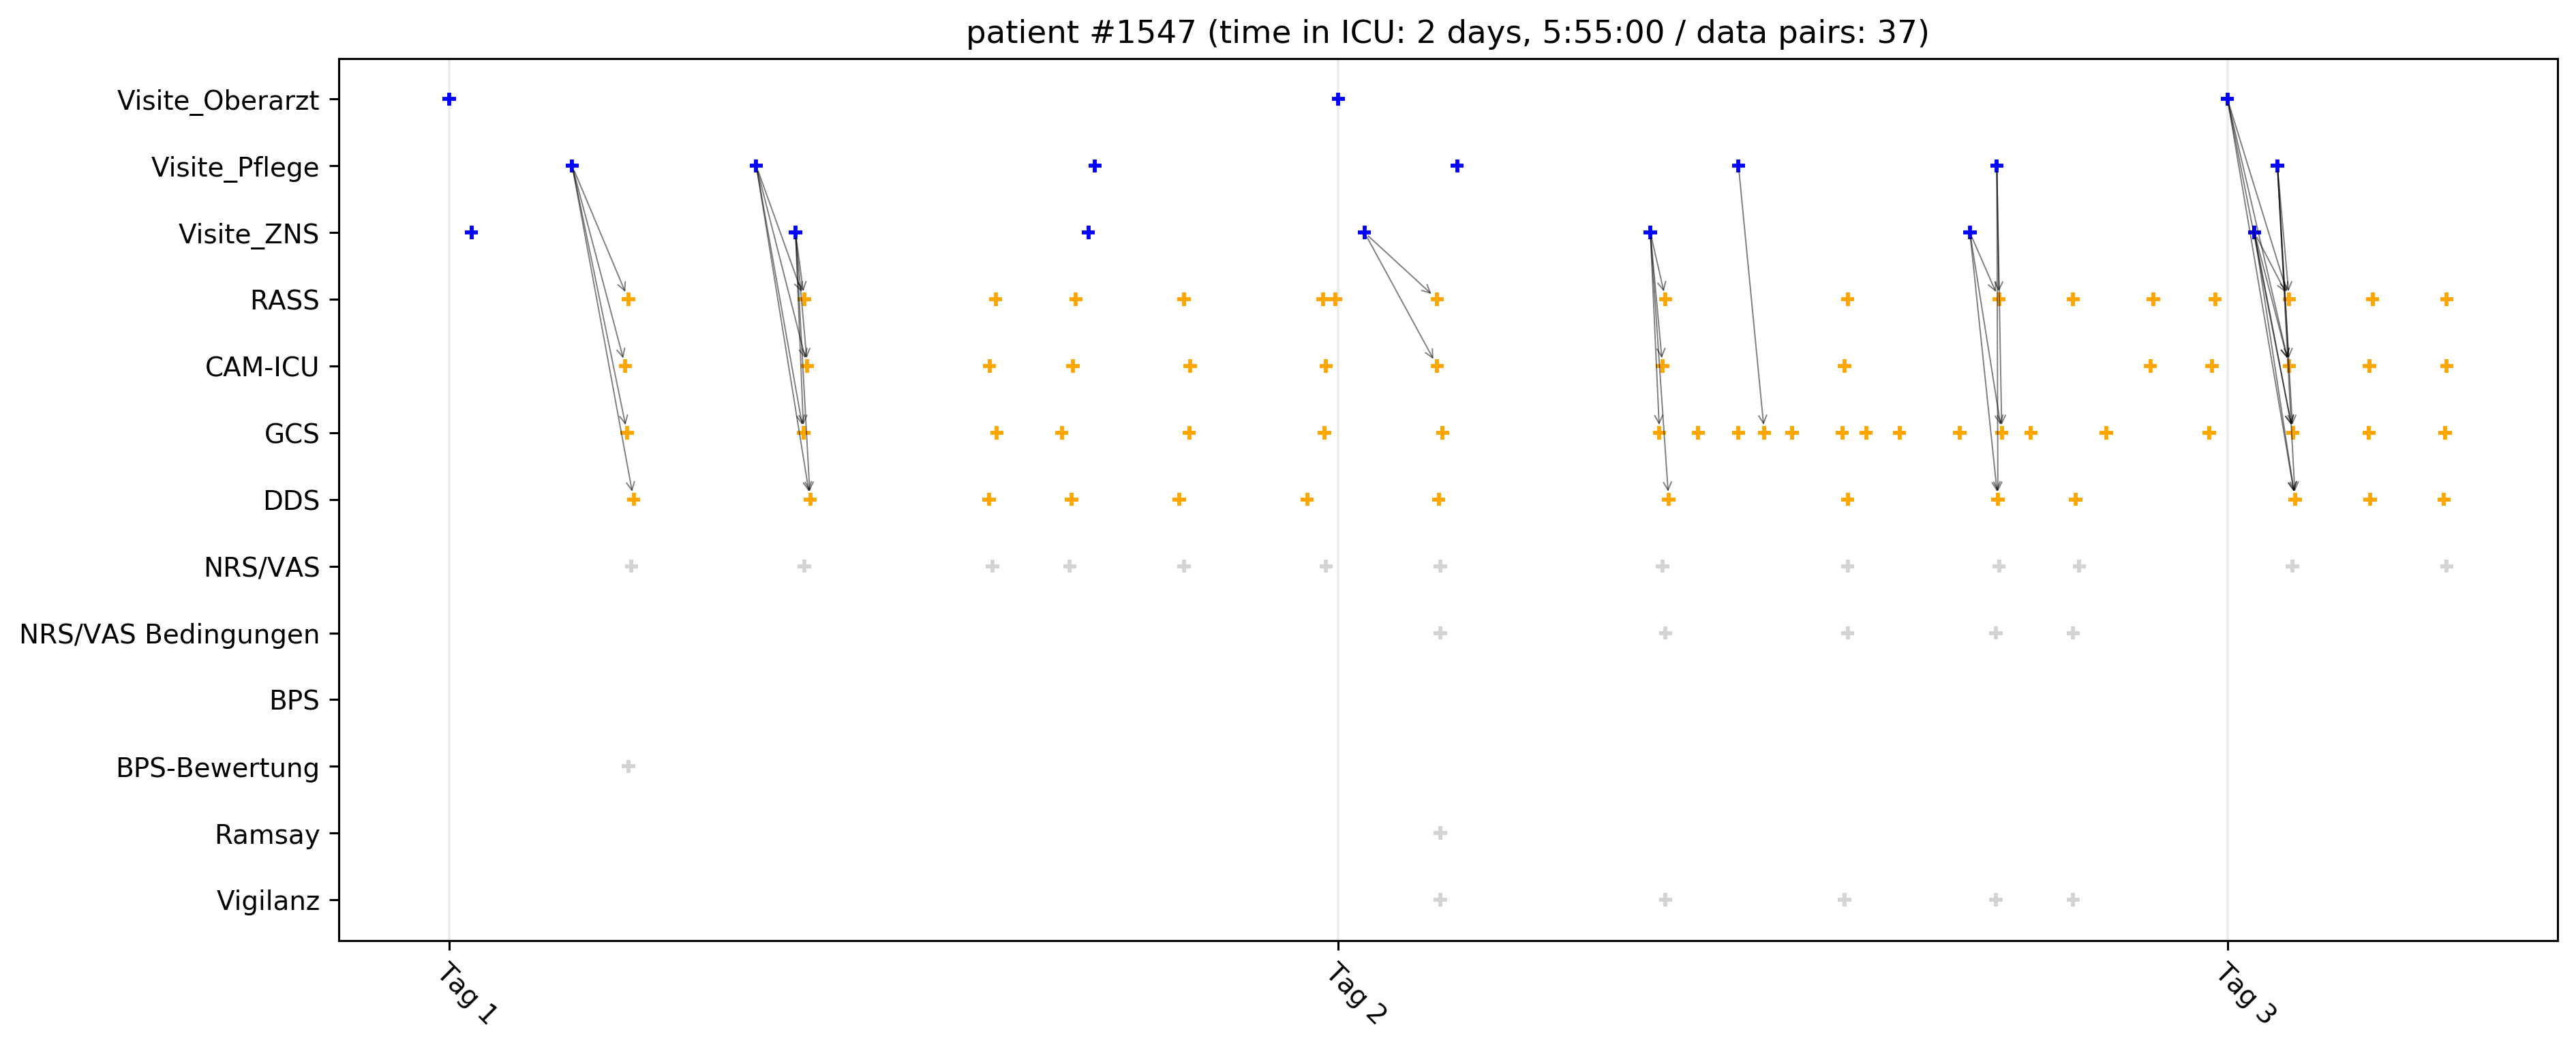 patient #1547 (time in ICU: 2 days, 5:55:00 / data pairs: 37)
Visite_Oberarzt
Visite_Pflege
Visite_ZNS
RASS
CAM-ICU
GCS
DDS
NRS/VAS
NRS/VAS Bedingungen
BPS
BPS-Bewertung
Ramsay
Vigilanz
Tag 1
Tag 2
Tag 3